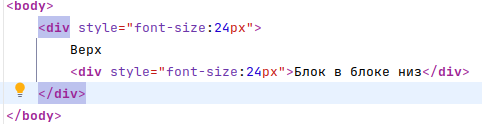 <body>
<div style="font-size:24px">
Верх
<div style="font-size:24px">Блок в блоке низ</div>
</div>
</body>